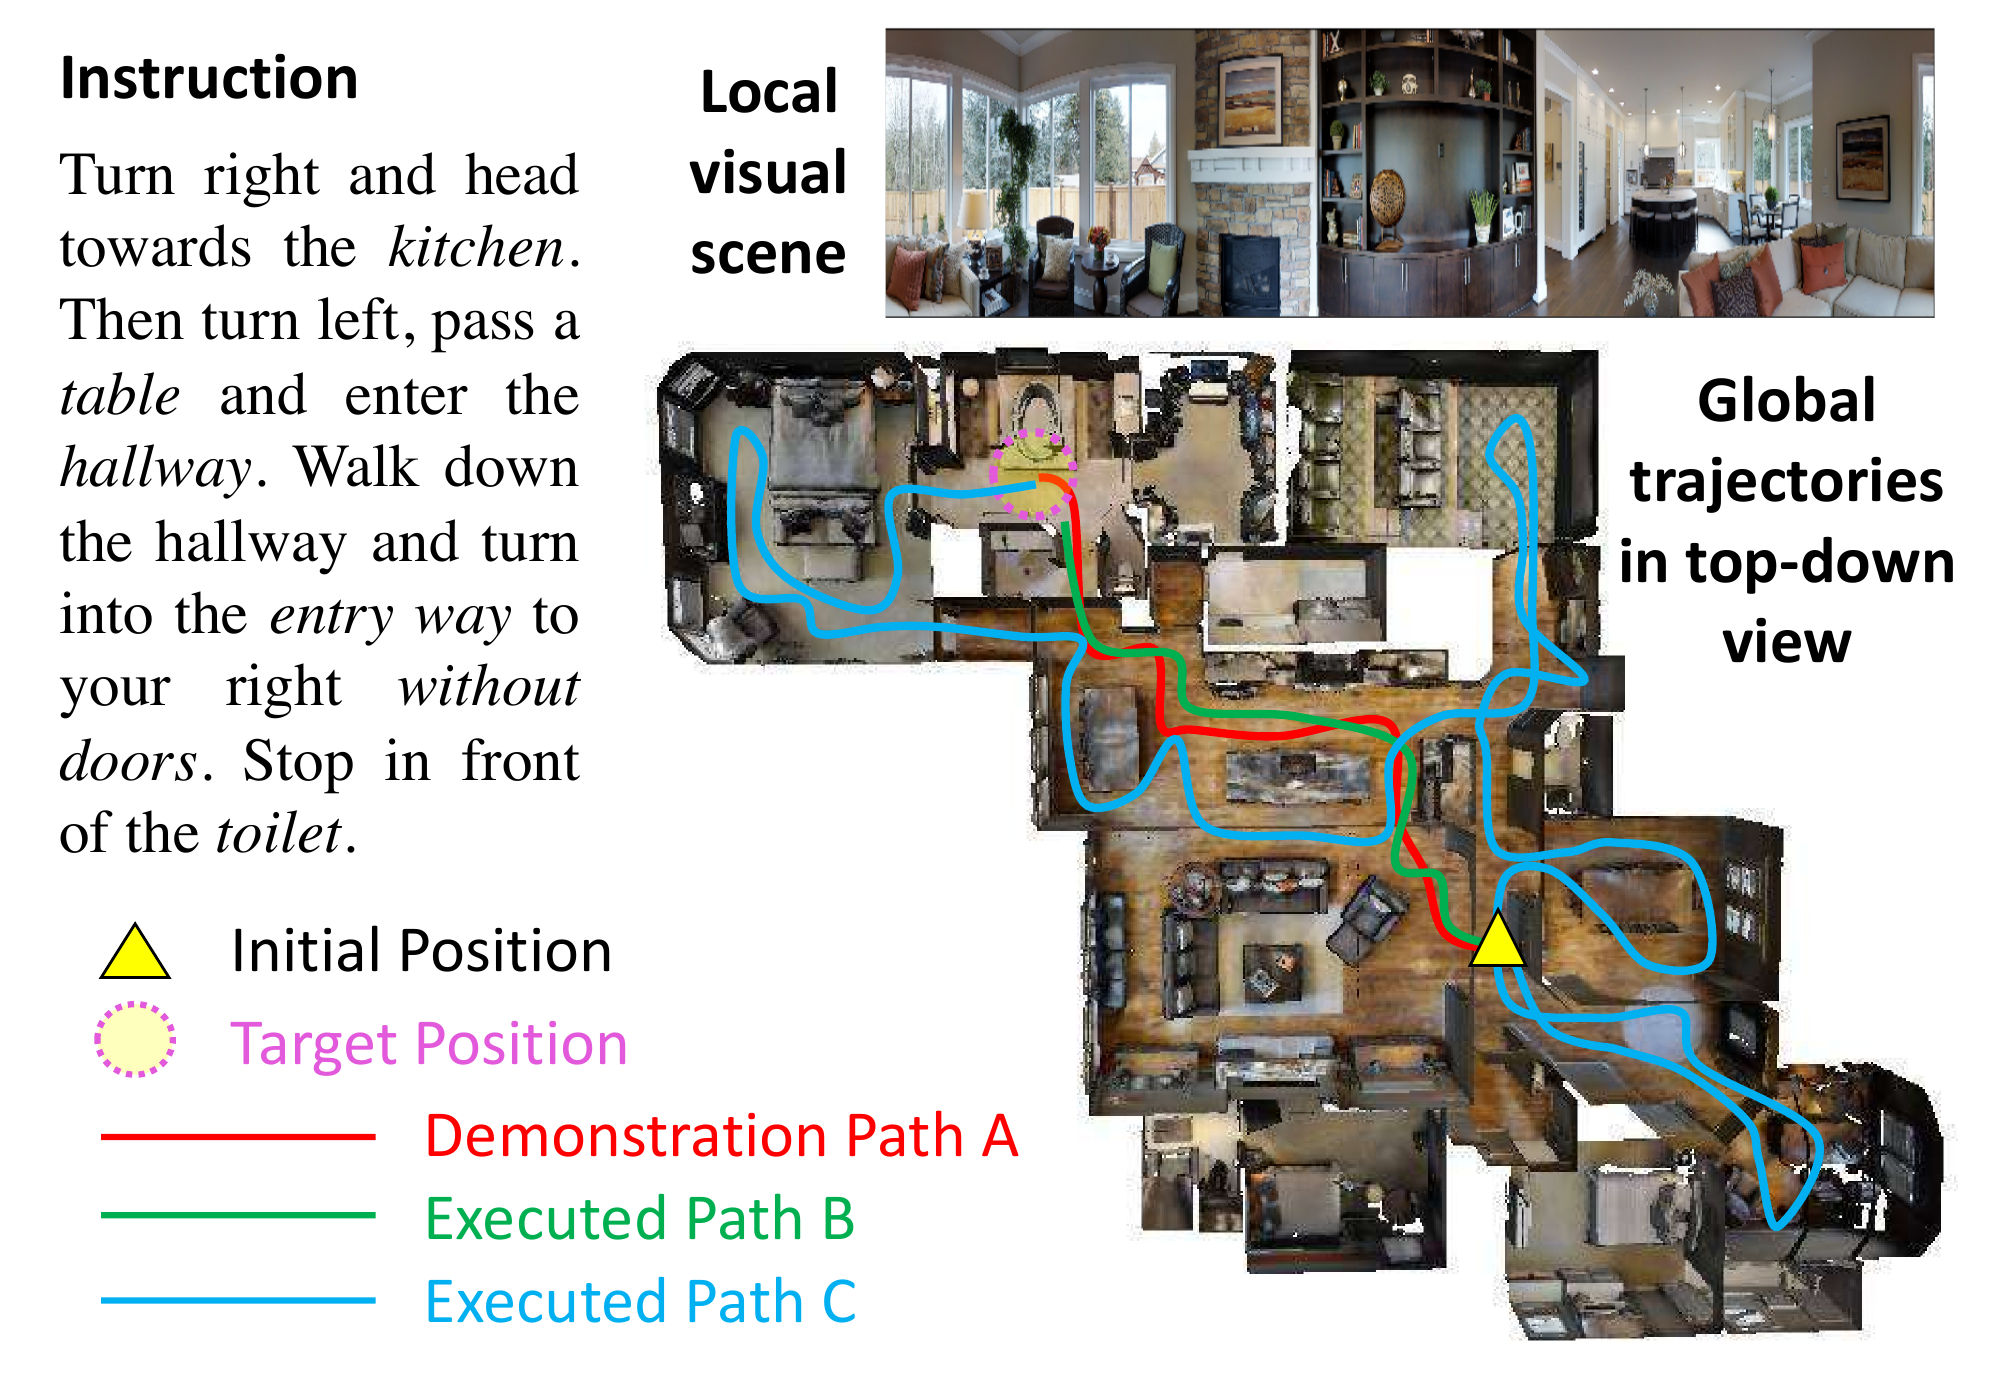 Instruction
Turn right and head
towards the kitchen.
Then turn left, pass a
table and enter the
hallway. Walk down
the hallway and turn
into the entry way to
your right without
doors. Stop in front
of the toilet.
Initial Position
Target Position
Demonstration Path A
Executed Path B
Executed Path C
Local
visual
scene
Global
trajectories
in top-down
view